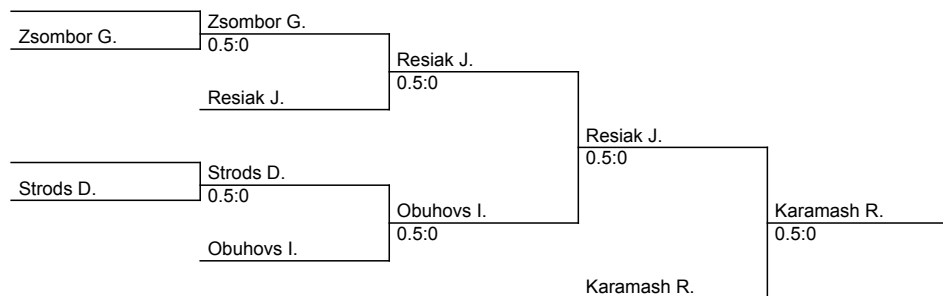 Zsombor G.
Zsombor G.
0.5:0
Resiak J.
0.5:0
Resiak J.
Resiak J.
0.5:0
Strods D.
Strods D.
0.5:0
Obuhovs I.
0.5:0
Karamash R.
0.5:0
Obuhovs I.
Karamash R.